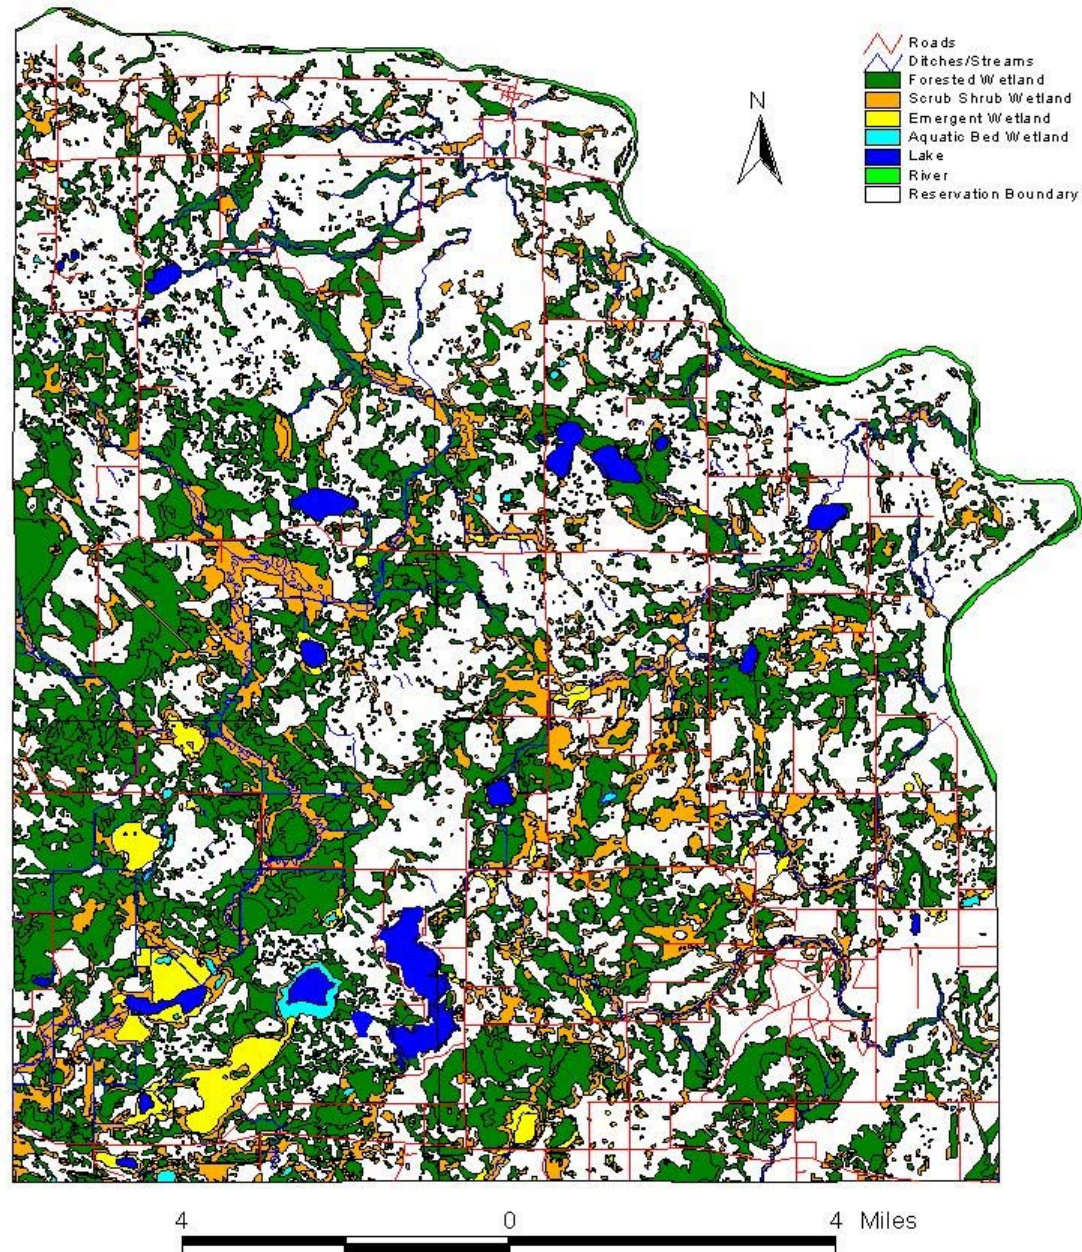 Roads
Ditches/Streams
Forested Wetland
Scrub Shrub Wetland
Emergent Wetland
Aquatic Bed Wetland
Lake
River
Reservation Boundary
N
4 0 4 Miles